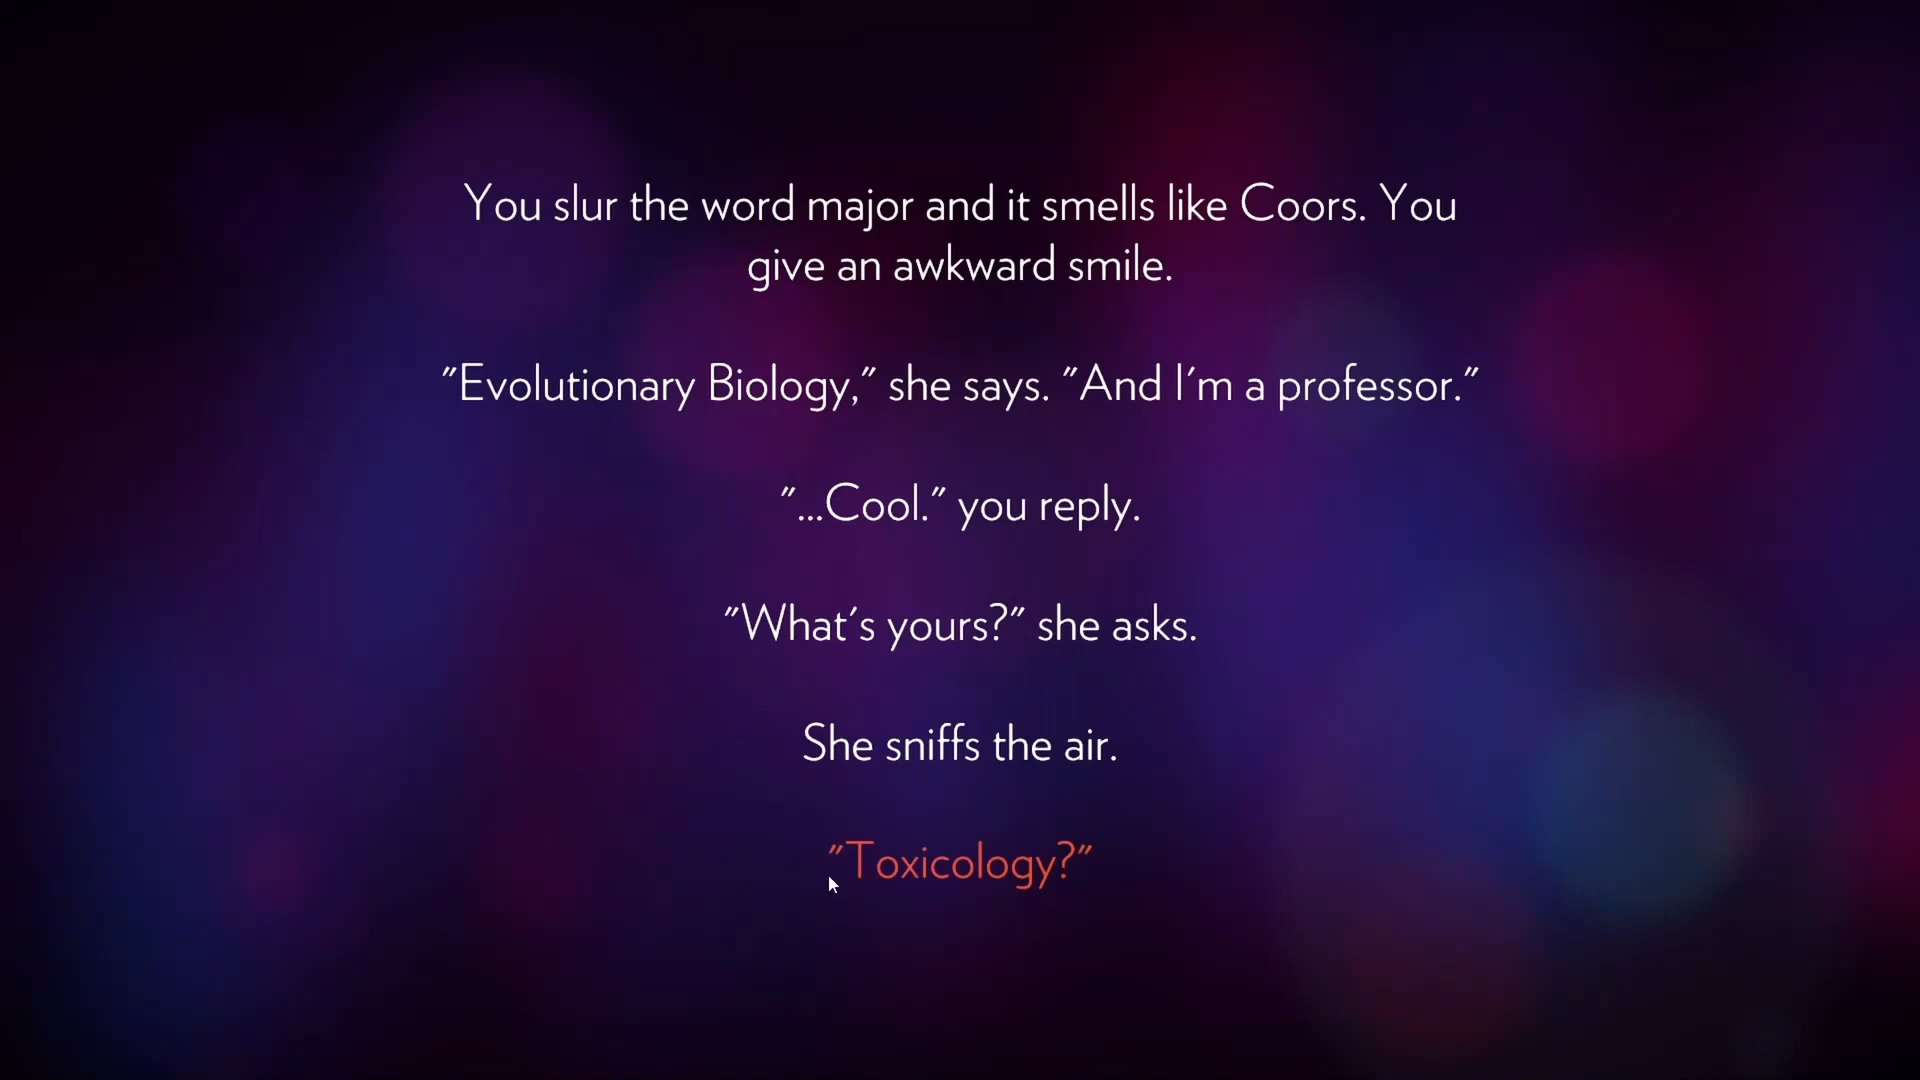 You slur the word major and it smells like Coors. You
give an awkward smile.
"Evolutionary Biology," she says. "And I'm a professor."
"...Cool." you reply.
"What's yours?" she asks.
She sniffs the air.
"Toxicology?"